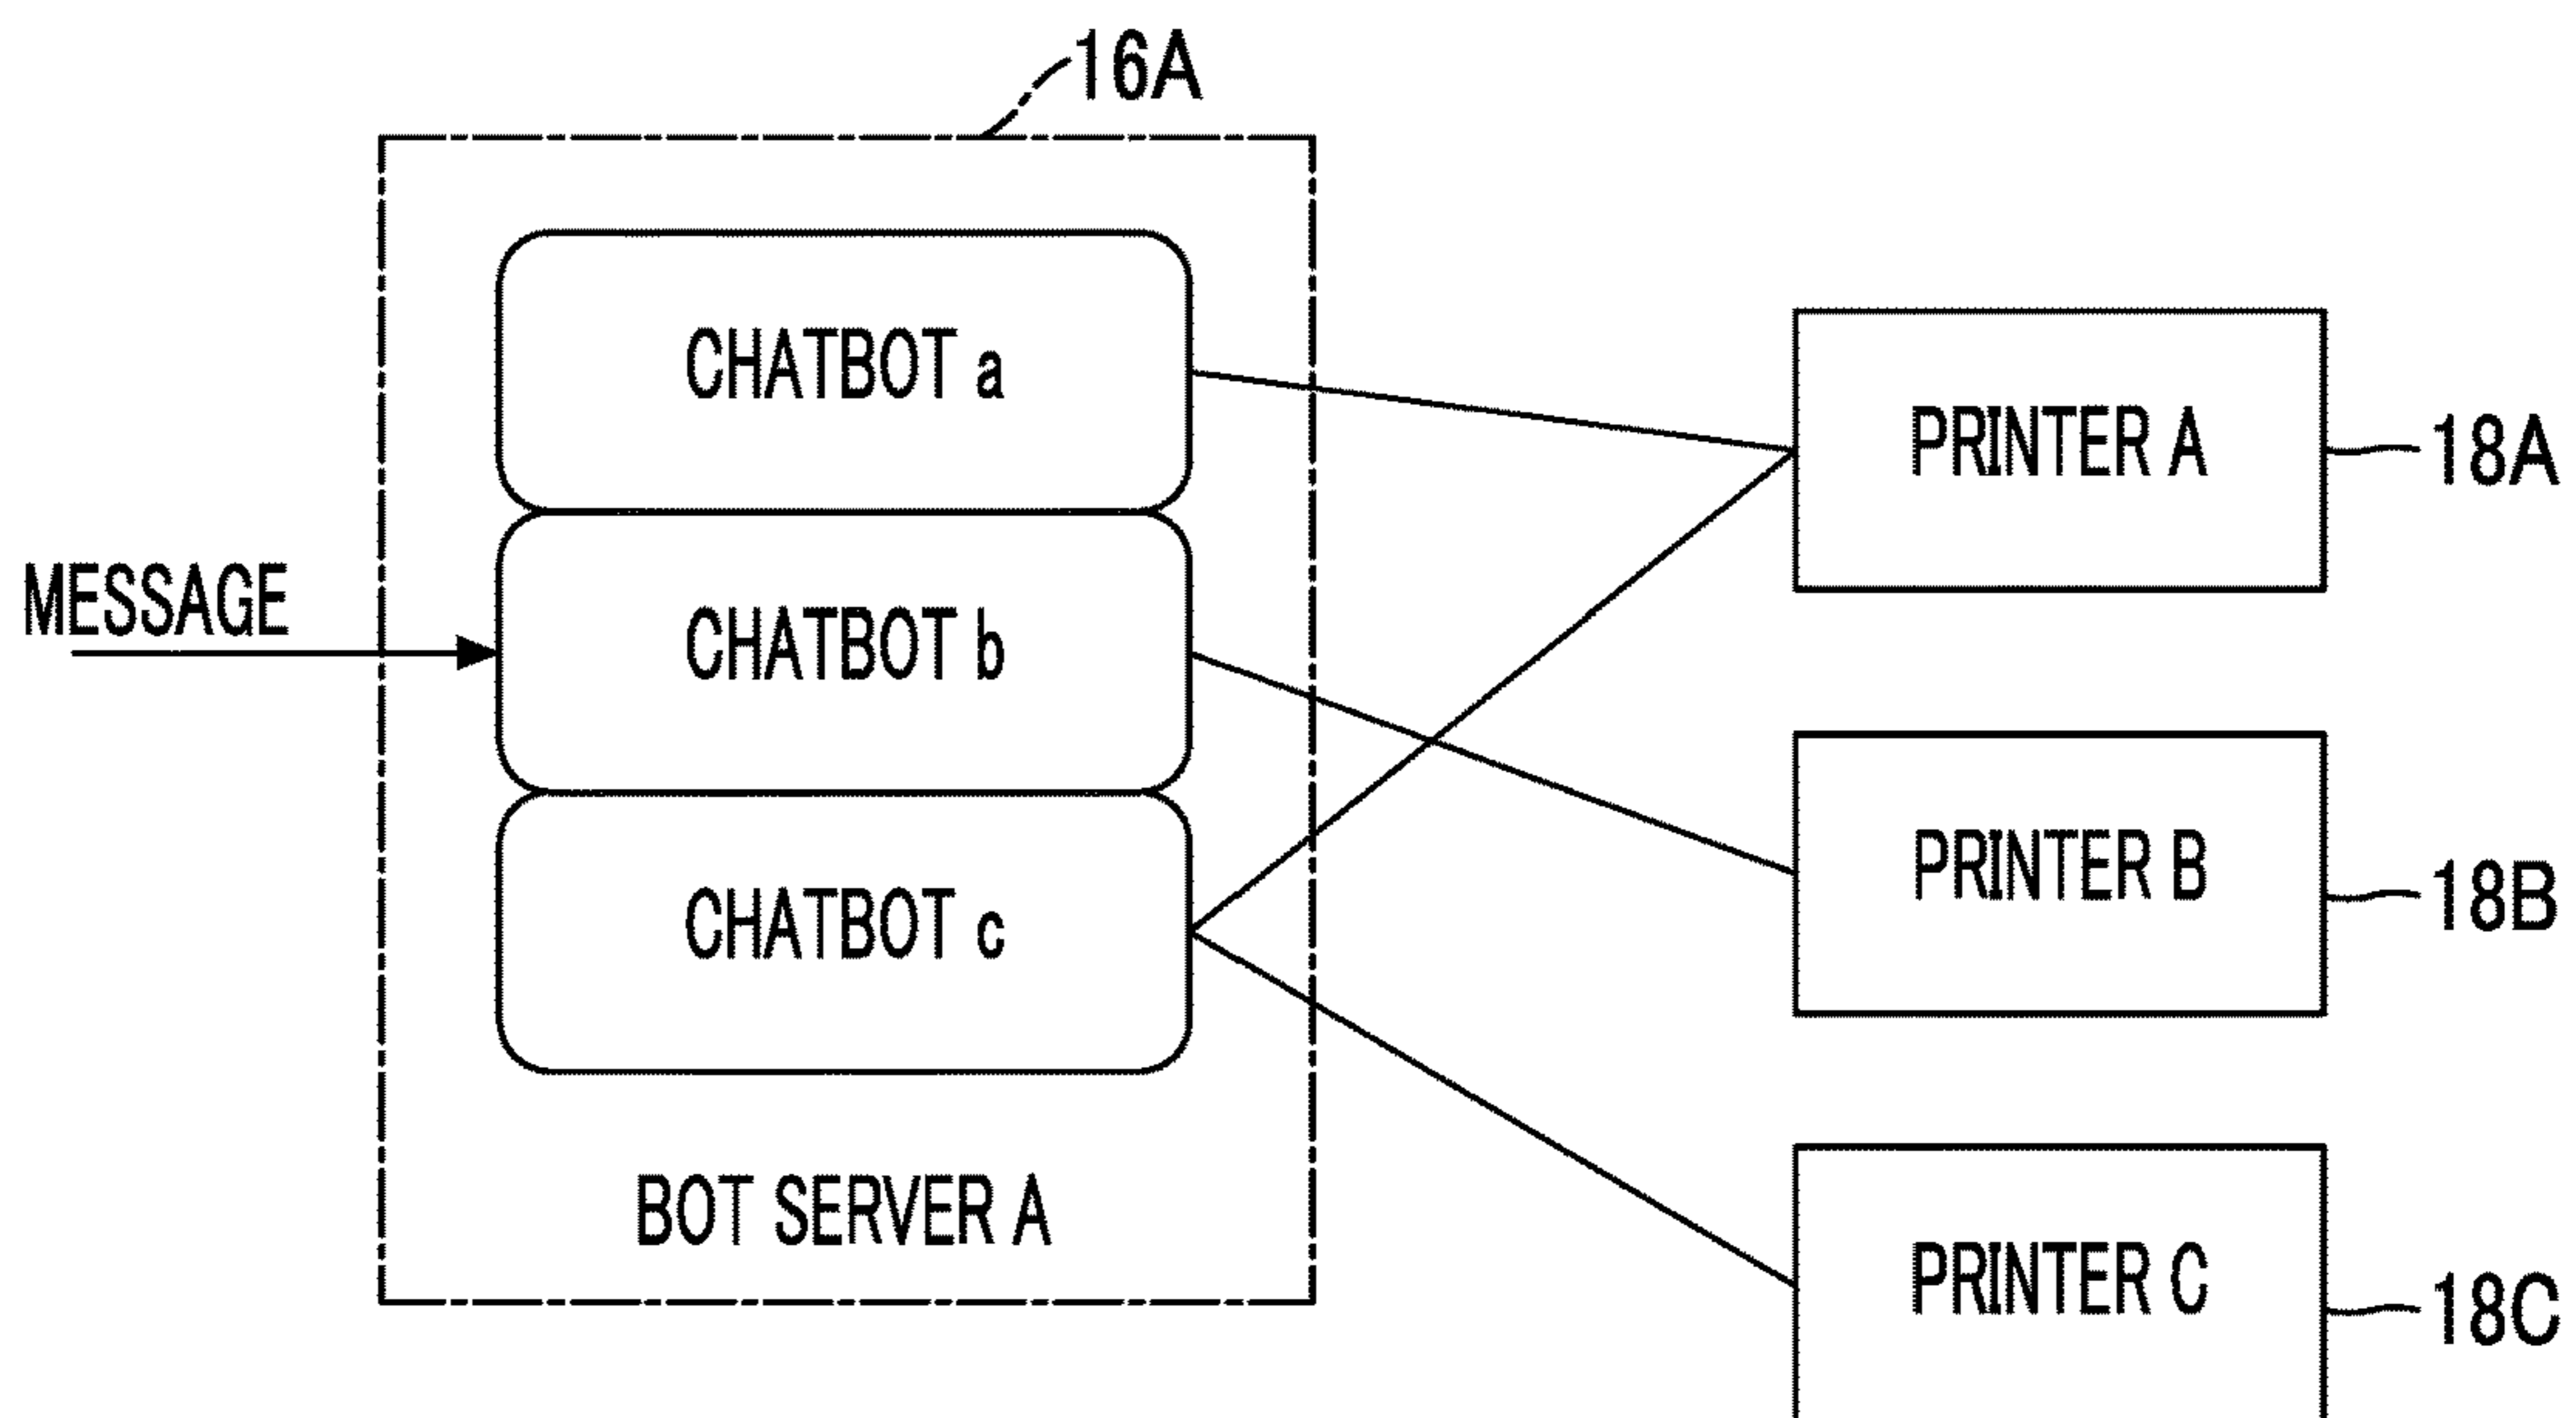 16A
CHATBOT a
PRINTER A
18A
MESSAGE
CHATBOT b
PRINTER B
18B
CHATBOT c
BOT SERVER A
PRINTER C
18C